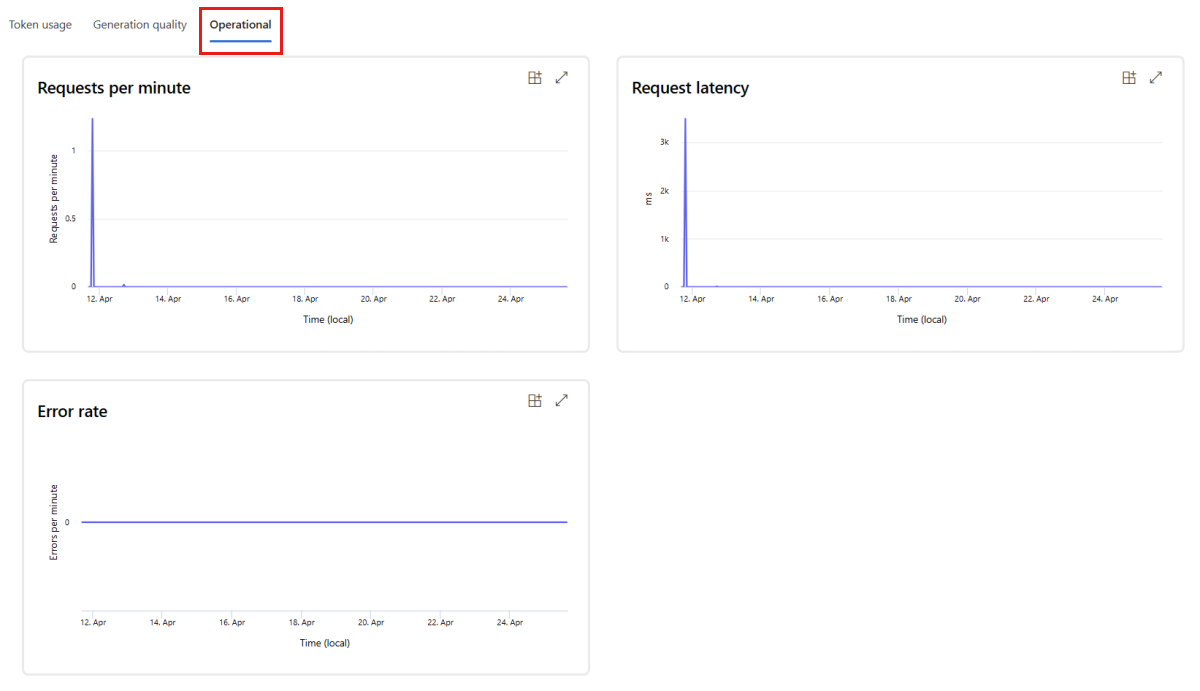 Token usage Generation quality Operational
Requests per minute
Requests per minute
1
0.5
0
12. Apr 14. Apr 16. Apr 18. Apr 20. Apr 22. Apr 24. Apr
Time (local)
Request latency
ms
3k
2k
1k
0
12. Apr 14. Apr 16. Apr 18. Apr 20. Apr 22. Apr 24. Apr
Time (local)
Error rate
Errors per minute
0
12. Apr 14. Apr 16. Apr 18. Apr 20. Apr 22. Apr 24. Apr
Time (local)